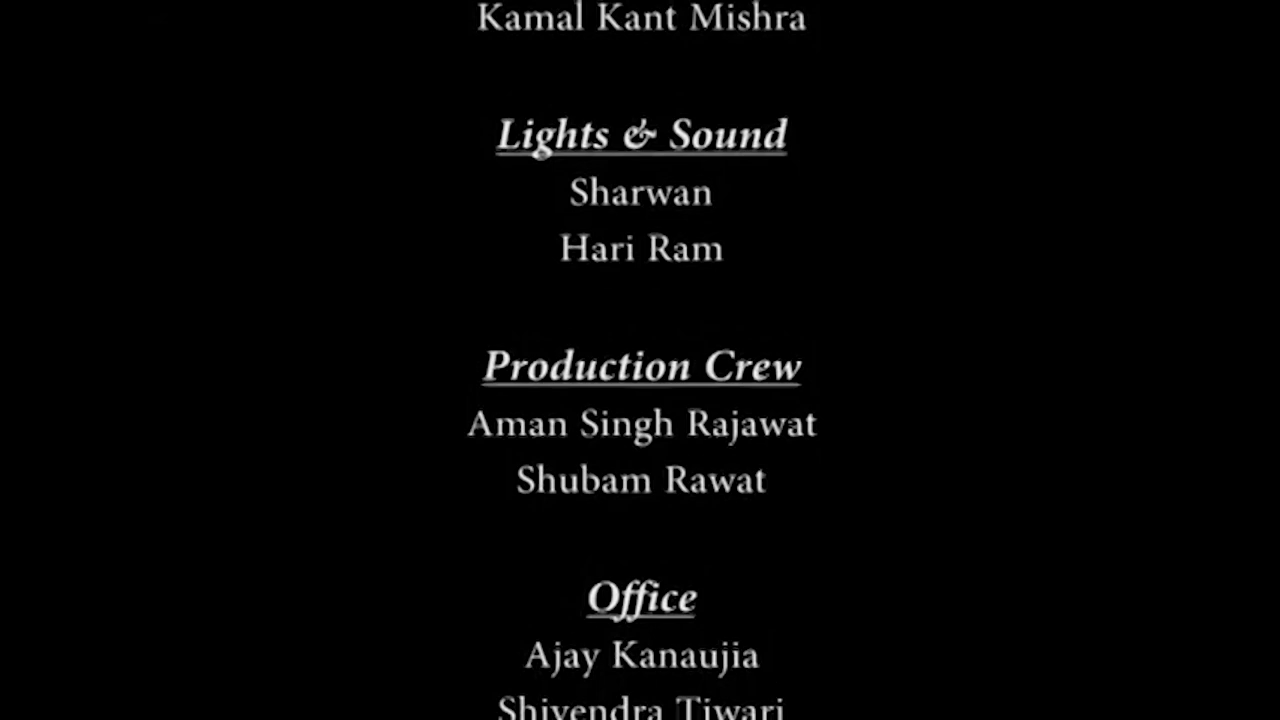 Kamal Kant Mishra
Lights & Sound
Sharwan
Hari Ram
Production Crew
Aman Singh Rajawat
Shubam Rawat
Office
Ajay Kanaujia
Shivendra Tiwari